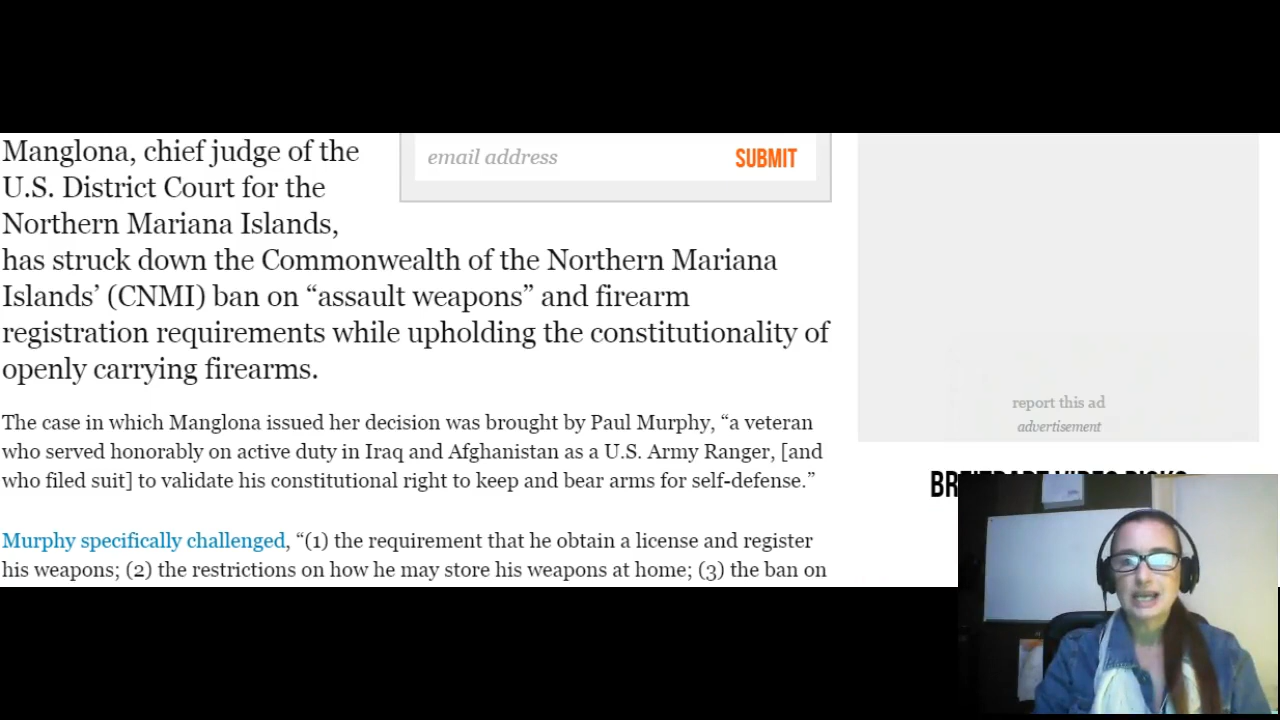 Manglona, chief judge of the
U.S. District Court for the
Northern Mariana Islands,
has struck down the Commonwealth of the Northern Mariana
Islands’ (CNMI) ban on “assault weapons” and firearm
registration requirements while upholding the constitutionality of
openly carrying firearms.
The case in which Manglona issued her decision was brought by Paul Murphy, “a veteran
who served honorably on active duty in Iraq and Afghanistan as a U.S. Army Ranger, [and
who filed suit] to validate his constitutional right to keep and bear arms for self-defense.”
Murphy specifically challenged, “(1) the requirement that he obtain a license and register
his weapons; (2) the restrictions on how he may store his weapons at home; (3) the ban on
email address SUBMIT
report this ad
advertisement